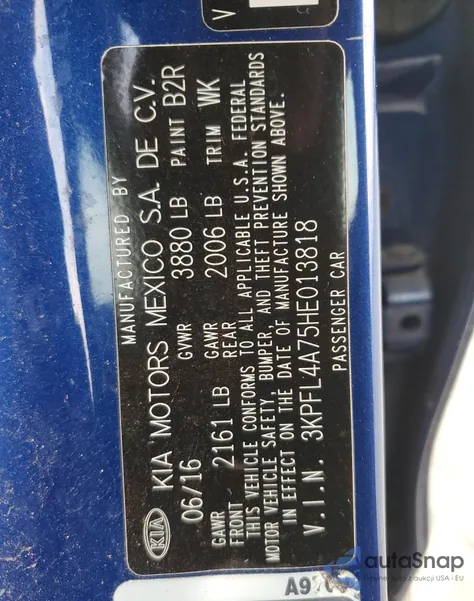 MANUFACTURED BY
KIA KIA MOTORS MEXICO S.A. DE C.V.
06/16 GVWR 3880 LB PAINT B2R
GAWR FRONT 2161 LB GAWR REAR 2006 LB TRIM WK
THIS VEHICLE CONFORMS TO ALL APPLICABLE U.S.A. FEDERAL
MOTOR VEHICLE SAFETY, BUMPER, AND THEFT PREVENTION STANDARDS
IN EFFECT ON THE DATE OF MANUFACTURE SHOWN ABOVE.
V.I.N. 3KPFL4A75HE013818
PASSENGER CAR
V
autoSnap